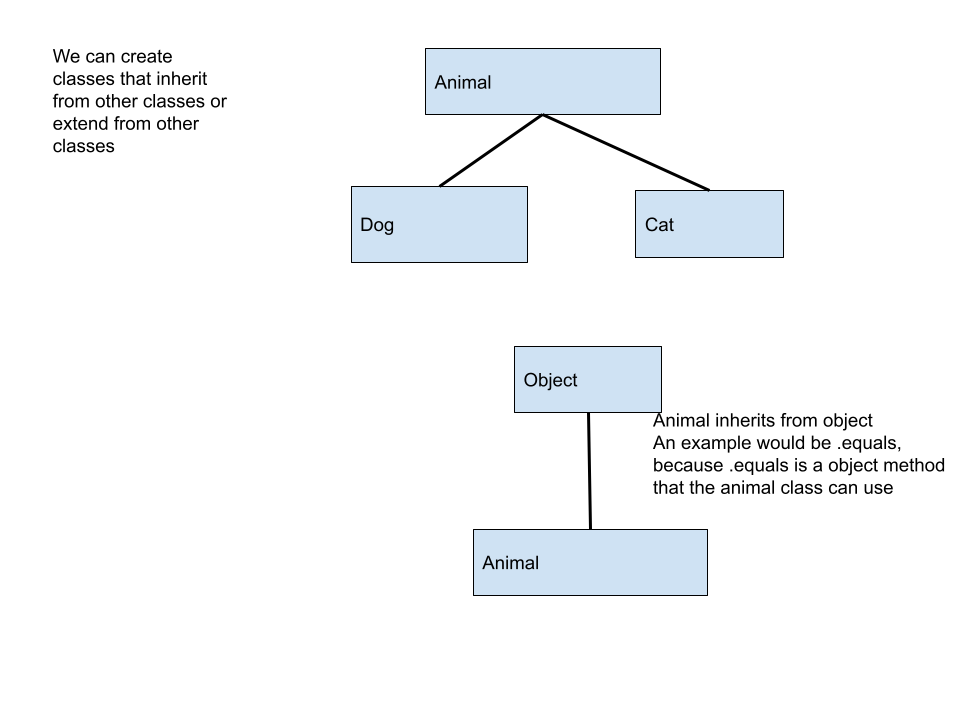 We can create
classes that inherit
from other classes or
extend from other
classes
Animal
Dog
Cat
Object
Animal inherits from object
An example would be .equals,
because .equals is a object method
that the animal class can use
Animal